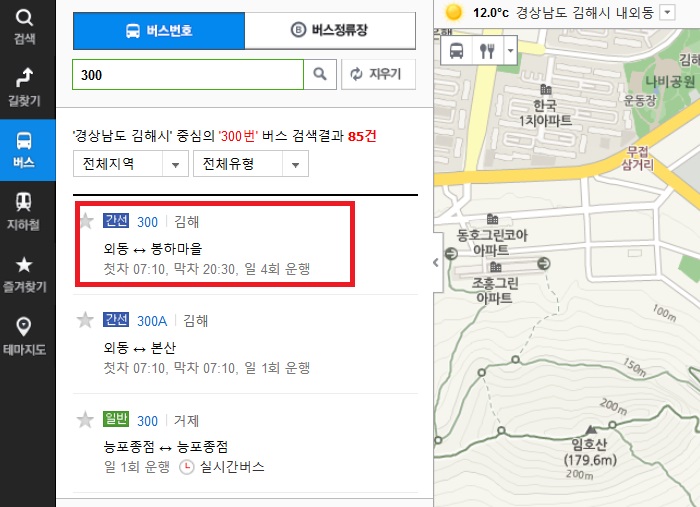 검색
길찾기
버스
지하철
즐겨찾기
테마지도
버스번호
B 버스정류장
300
지우기
'경상남도 김해시' 중심의 '300번' 버스 검색결과 85건
전체지역
전체유형
간선 300 김해
외동 ↔ 봉하마을
첫차 07:10, 막차 20:30, 일 4회 운행
간선 300A 김해
외동 ↔ 본산
첫차 07:10, 막차 07:10, 일 1회 운행
일반 300 거제
능포종점 ↔ 능포종점
일 1회 운행 실시간버스
12.0°c 경상남도 김해시 내외동
나비공원
운동장
한국
1치아파트
무접
삼거리
동호그린코아
아파트
조흥그린
아파트
100m
150m
200m
임호산
(179.6m)
200m